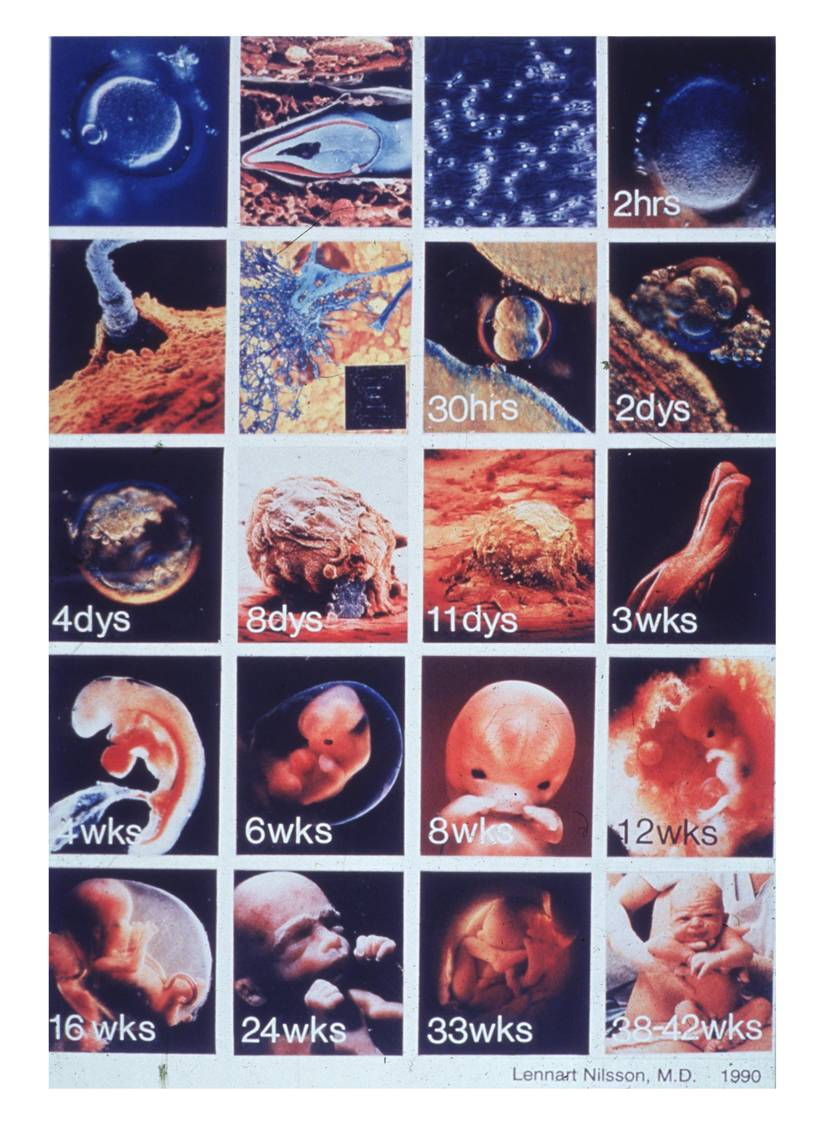 2hrs
30hrs
2dys
4dys
8dys
11dys
3wks
4wks
6wks
8wks
12wks
16 wks
24wks
33wks
38-42wks
Lennart Nilsson, M.D. 1990